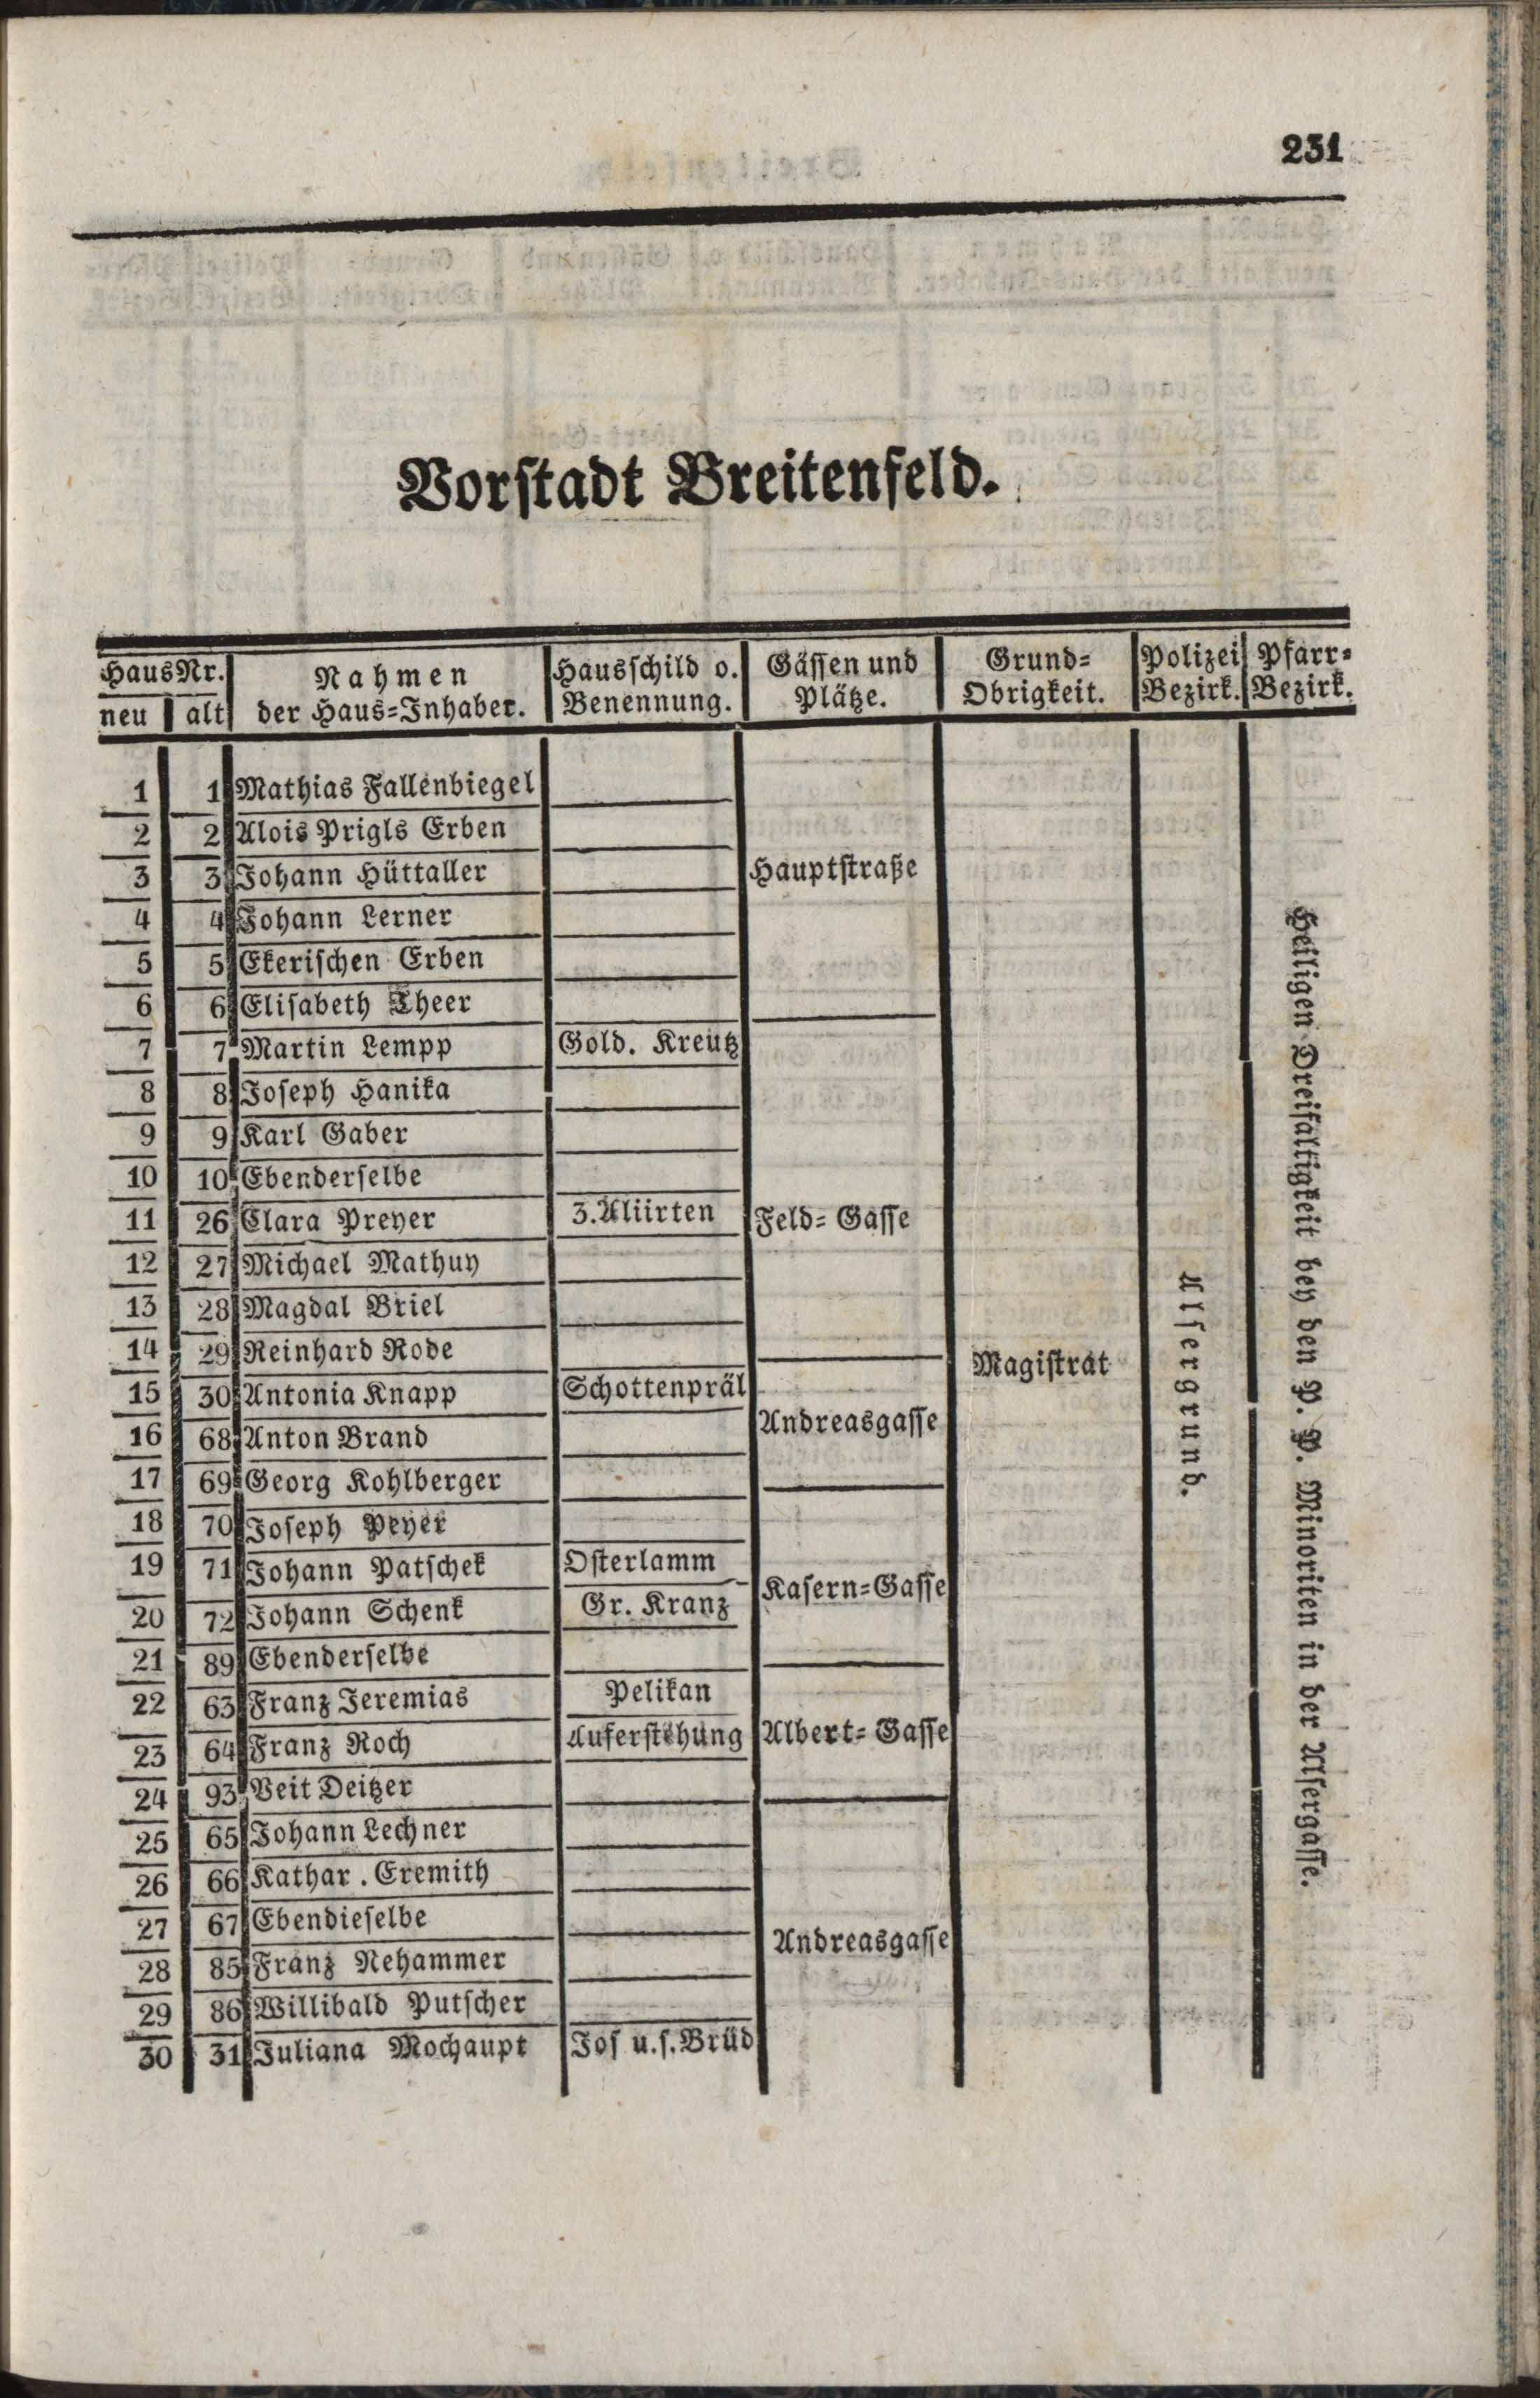 231
Vorstadt Breitenfeld.
HausNr. Nahmen Hausschild o. Gässen und Grund= Polizei Pfarr=
neu alt der Haus=Inhaber. Benennung. Plätze. Obrigkeit. Bezirk. Bezirk.
1 1 Mathias Fallenbiegel
2 2 Alois Prigls Erben
3 3 Johann Hüttaller Hauptstraße
4 4 Johann Lerner
5 5 Ekerischen Erben
6 6 Elisabeth Theer
7 7 Martin Lempp Gold. Kreutz
8 8 Joseph Hanika
9 9 Karl Gaber
10 10 Ebenderselbe
11 26 Clara Preyer 3. Aliirten Feld=Gasse
12 27 Michael Mathuy
13 28 Magdal Briel
14 29 Reinhard Rode Magistrat
15 30 Antonia Knapp Schottenpräl
16 68 Anton Brand Andreasgasse
17 69 Georg Kohlberger
18 70 Joseph Peyer
19 71 Johann Patschek Osterlamm Kasern=Gasse
20 72 Johann Schenk Gr. Kranz
21 89 Ebenderselbe
22 63 Franz Jeremias Pelikan
23 64 Franz Roch Auferstehung Albert=Gasse
24 93 Veit Deitzer
25 65 Johann Lechner
26 66 Kathar. Eremith
27 67 Ebendieselbe Andreasgasse
28 85 Franz Nehammer
29 86 Willibald Putscher
30 31 Juliana Mochaupt Jos u.s. Brüd
Alsergrund.
Heiligen Dreifaltigkeit bey den P. P. Minoriten in der Alsergasse.